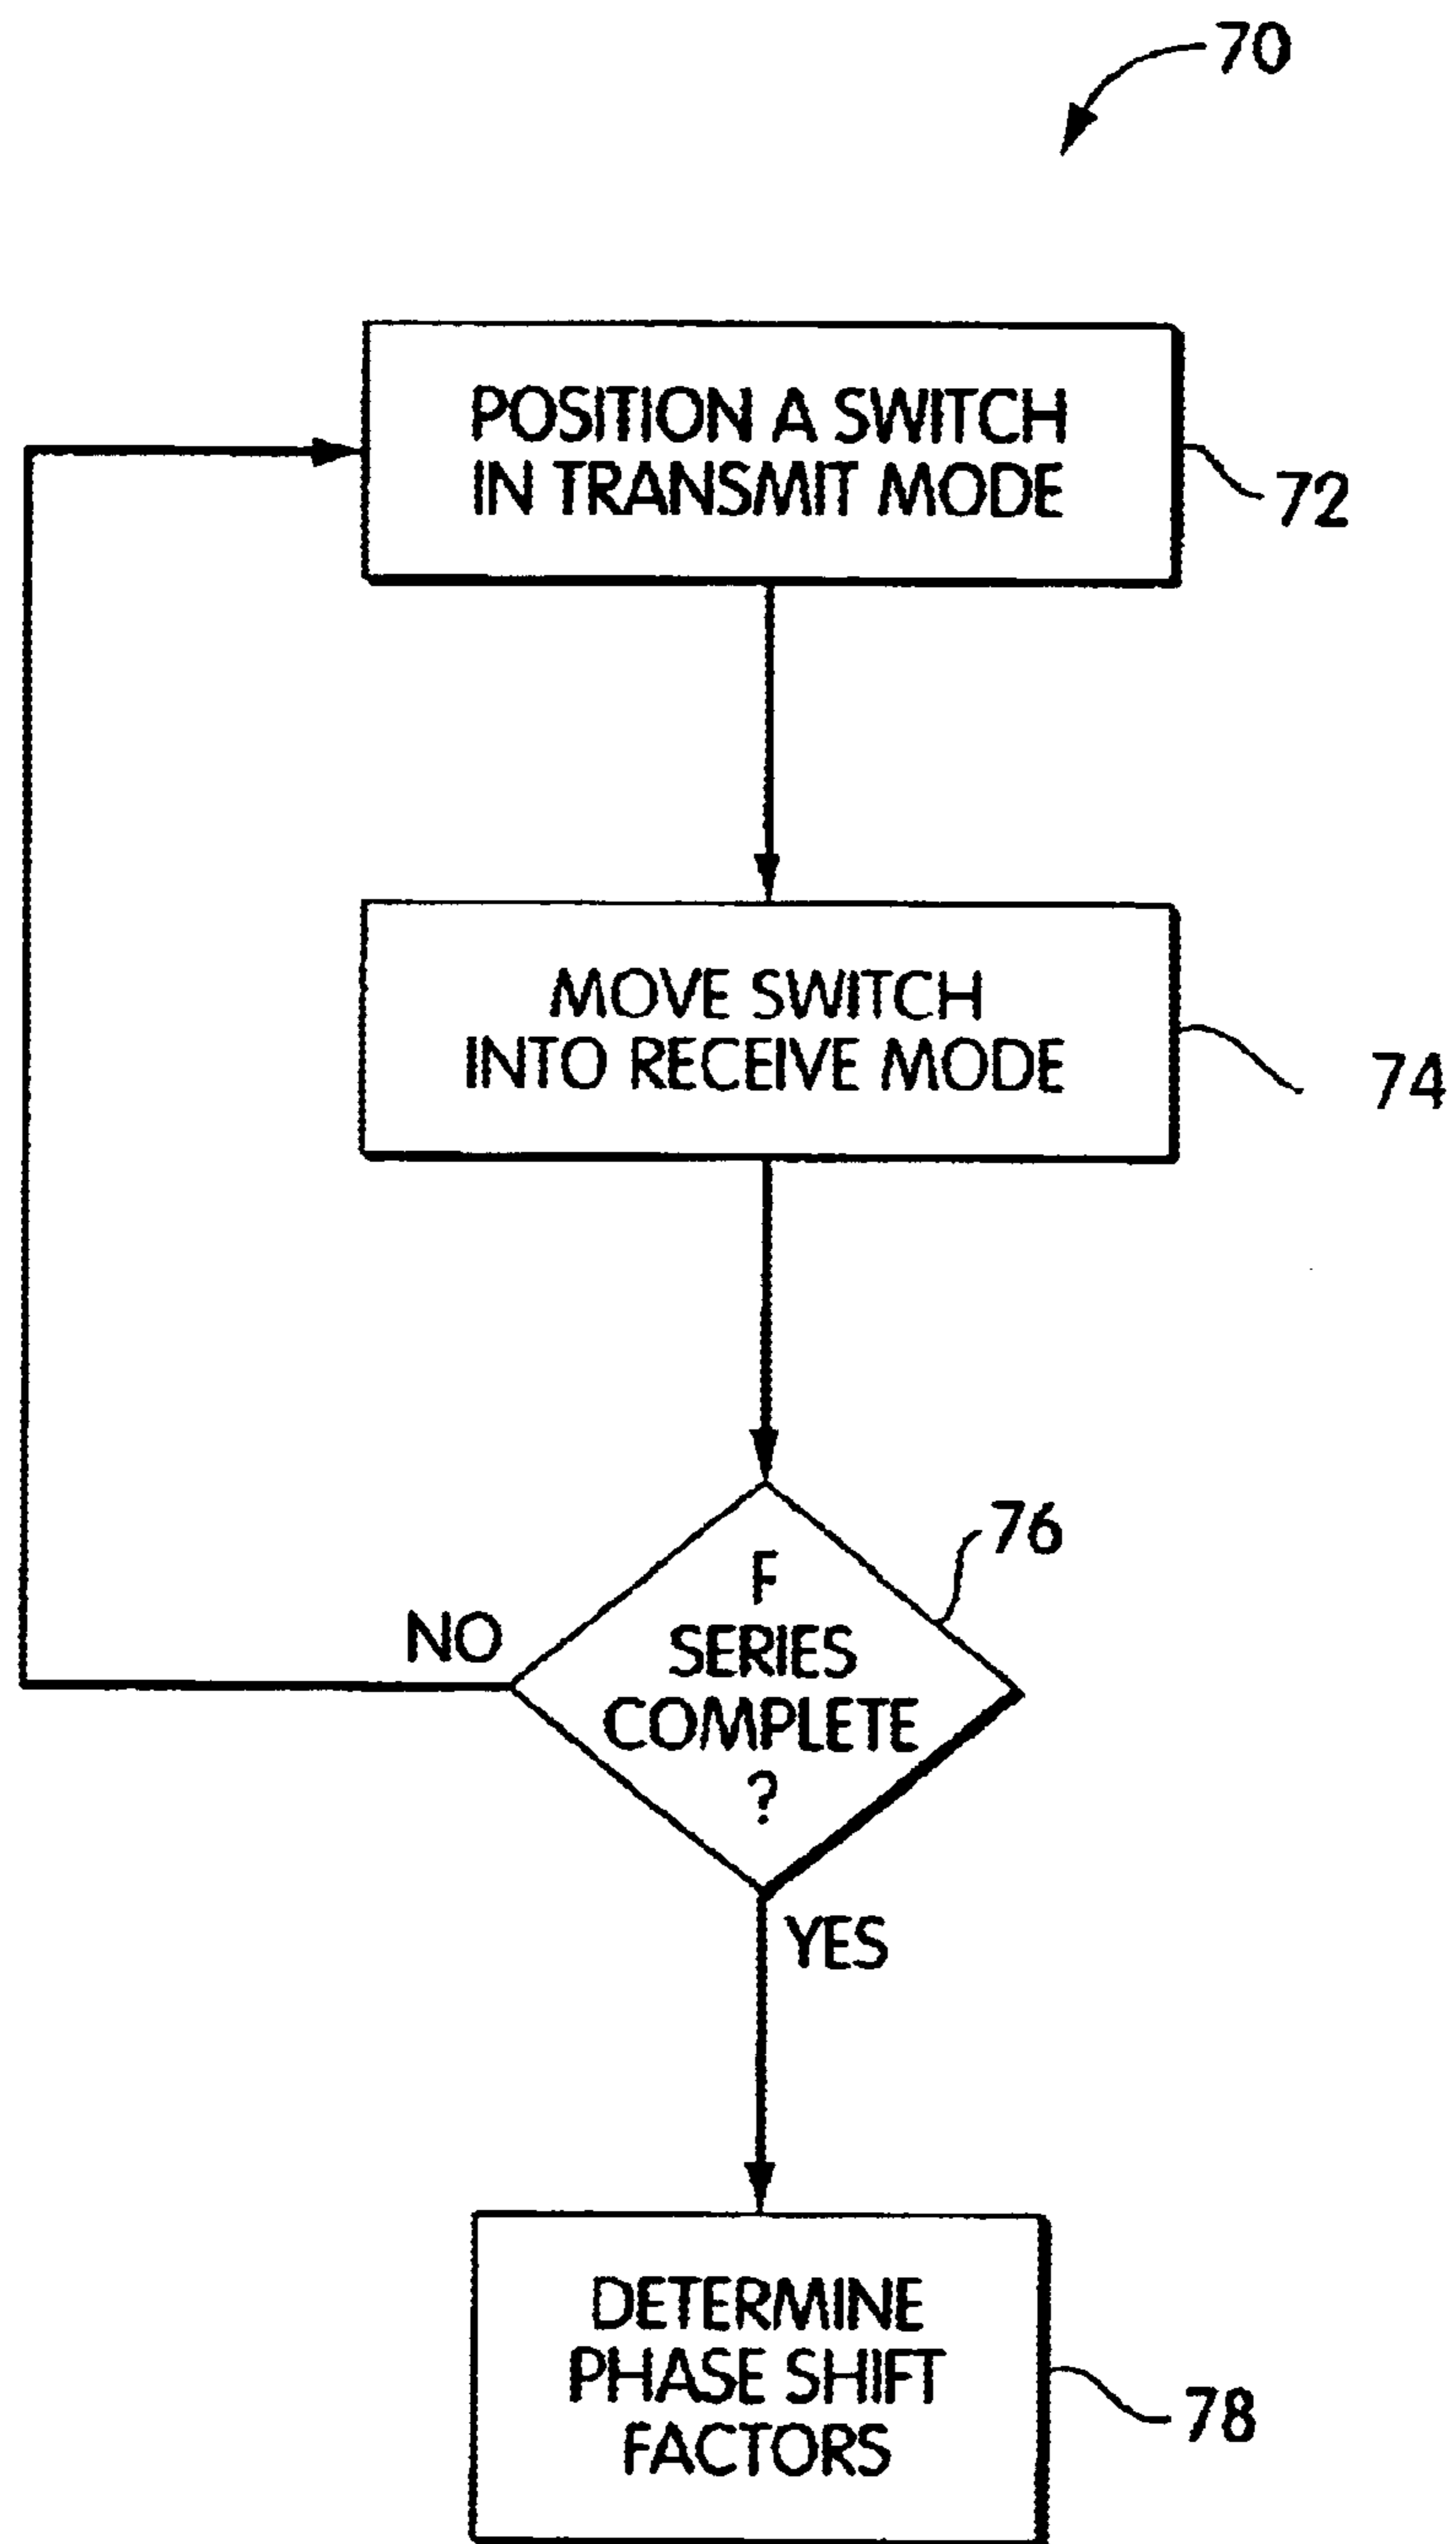 70
POSITION A SWITCH
IN TRANSMIT MODE
72
MOVE SWITCH
INTO RECEIVE MODE
74
76
F
SERIES
COMPLETE
?
NO
YES
DETERMINE
PHASE SHIFT
FACTORS
78